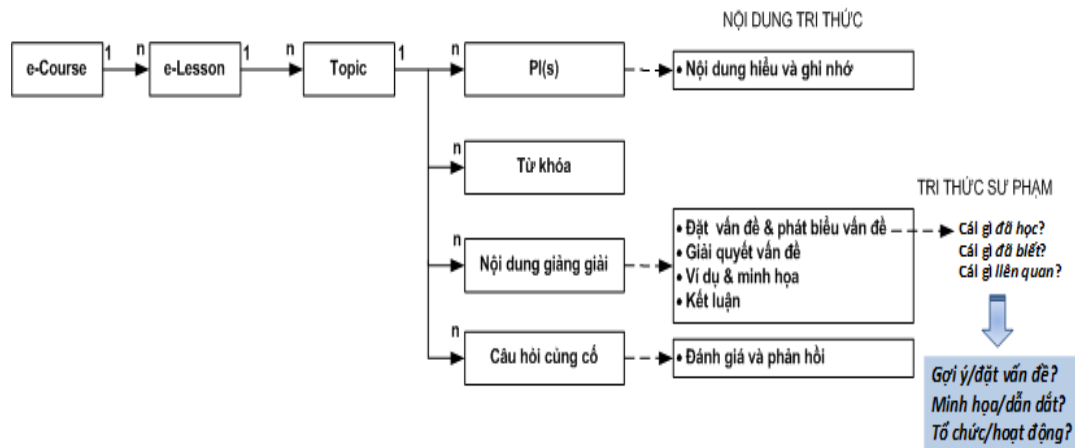 NỘI DUNG TRI THỨC
e-Course
1
n
e-Lesson
1
n
Topic
1
n
PI(s)
• Nội dung hiểu và ghi nhớ
n
Từ khóa
TRI THỨC SƯ PHẠM
n
Nội dung giảng giải
• Đặt vấn đề & phát biểu vấn đề
• Giải quyết vấn đề
• Ví dụ & minh họa
• Kết luận
Cái gì đã học?
Cái gì đã biết?
Cái gì liên quan?
n
Câu hỏi củng cố
• Đánh giá và phản hồi
Gợi ý/đặt vấn đề?
Minh họa/dẫn dắt?
Tổ chức/hoạt động?